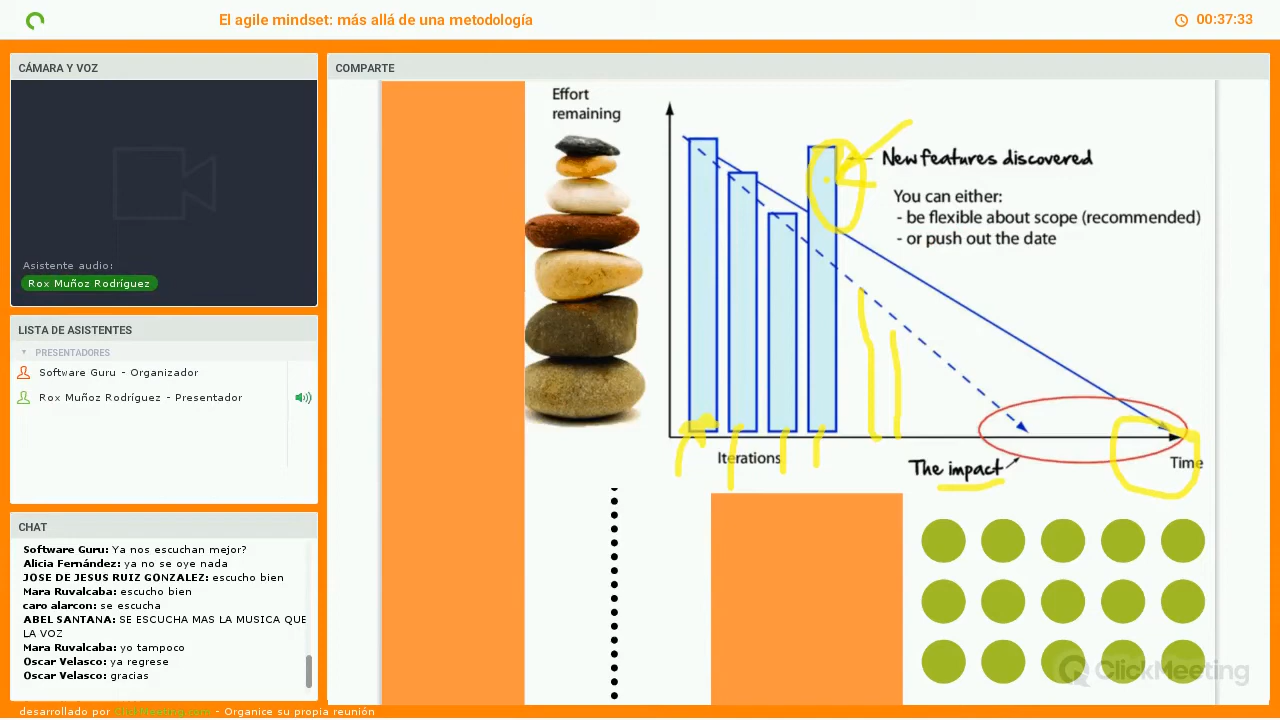 El agile mindset: más allá de una metodología
00:37:33
CÁMARA Y VOZ
Asistente audio:
Rox Muñoz Rodríguez
LISTA DE ASISTENTES
PRESENTADORES
Software Guru - Organizador
Rox Muñoz Rodríguez - Presentador
CHAT
Software Guru: Ya nos escuchan mejor?
Alicia Fernández: ya no se oye nada
JOSE DE JESUS RUIZ GONZALEZ: escucho bien
Mara Ruvalcaba: escucho bien
caro alarcon: se escucha
ABEL SANTANA: SE ESCUCHA MAS LA MUSICA QUE
LA VOZ
Mara Ruvalcaba: yo tampoco
Oscar Velasco: ya regrese
Oscar Velasco: gracias
COMPARTE
Effort
remaining
New features discovered
You can either:
- be flexible about scope (recommended)
- or push out the date
Iterations
The impact
Time
ClickMeeting
desarrollado por ClickMeeting.com - Organice su propia reunión